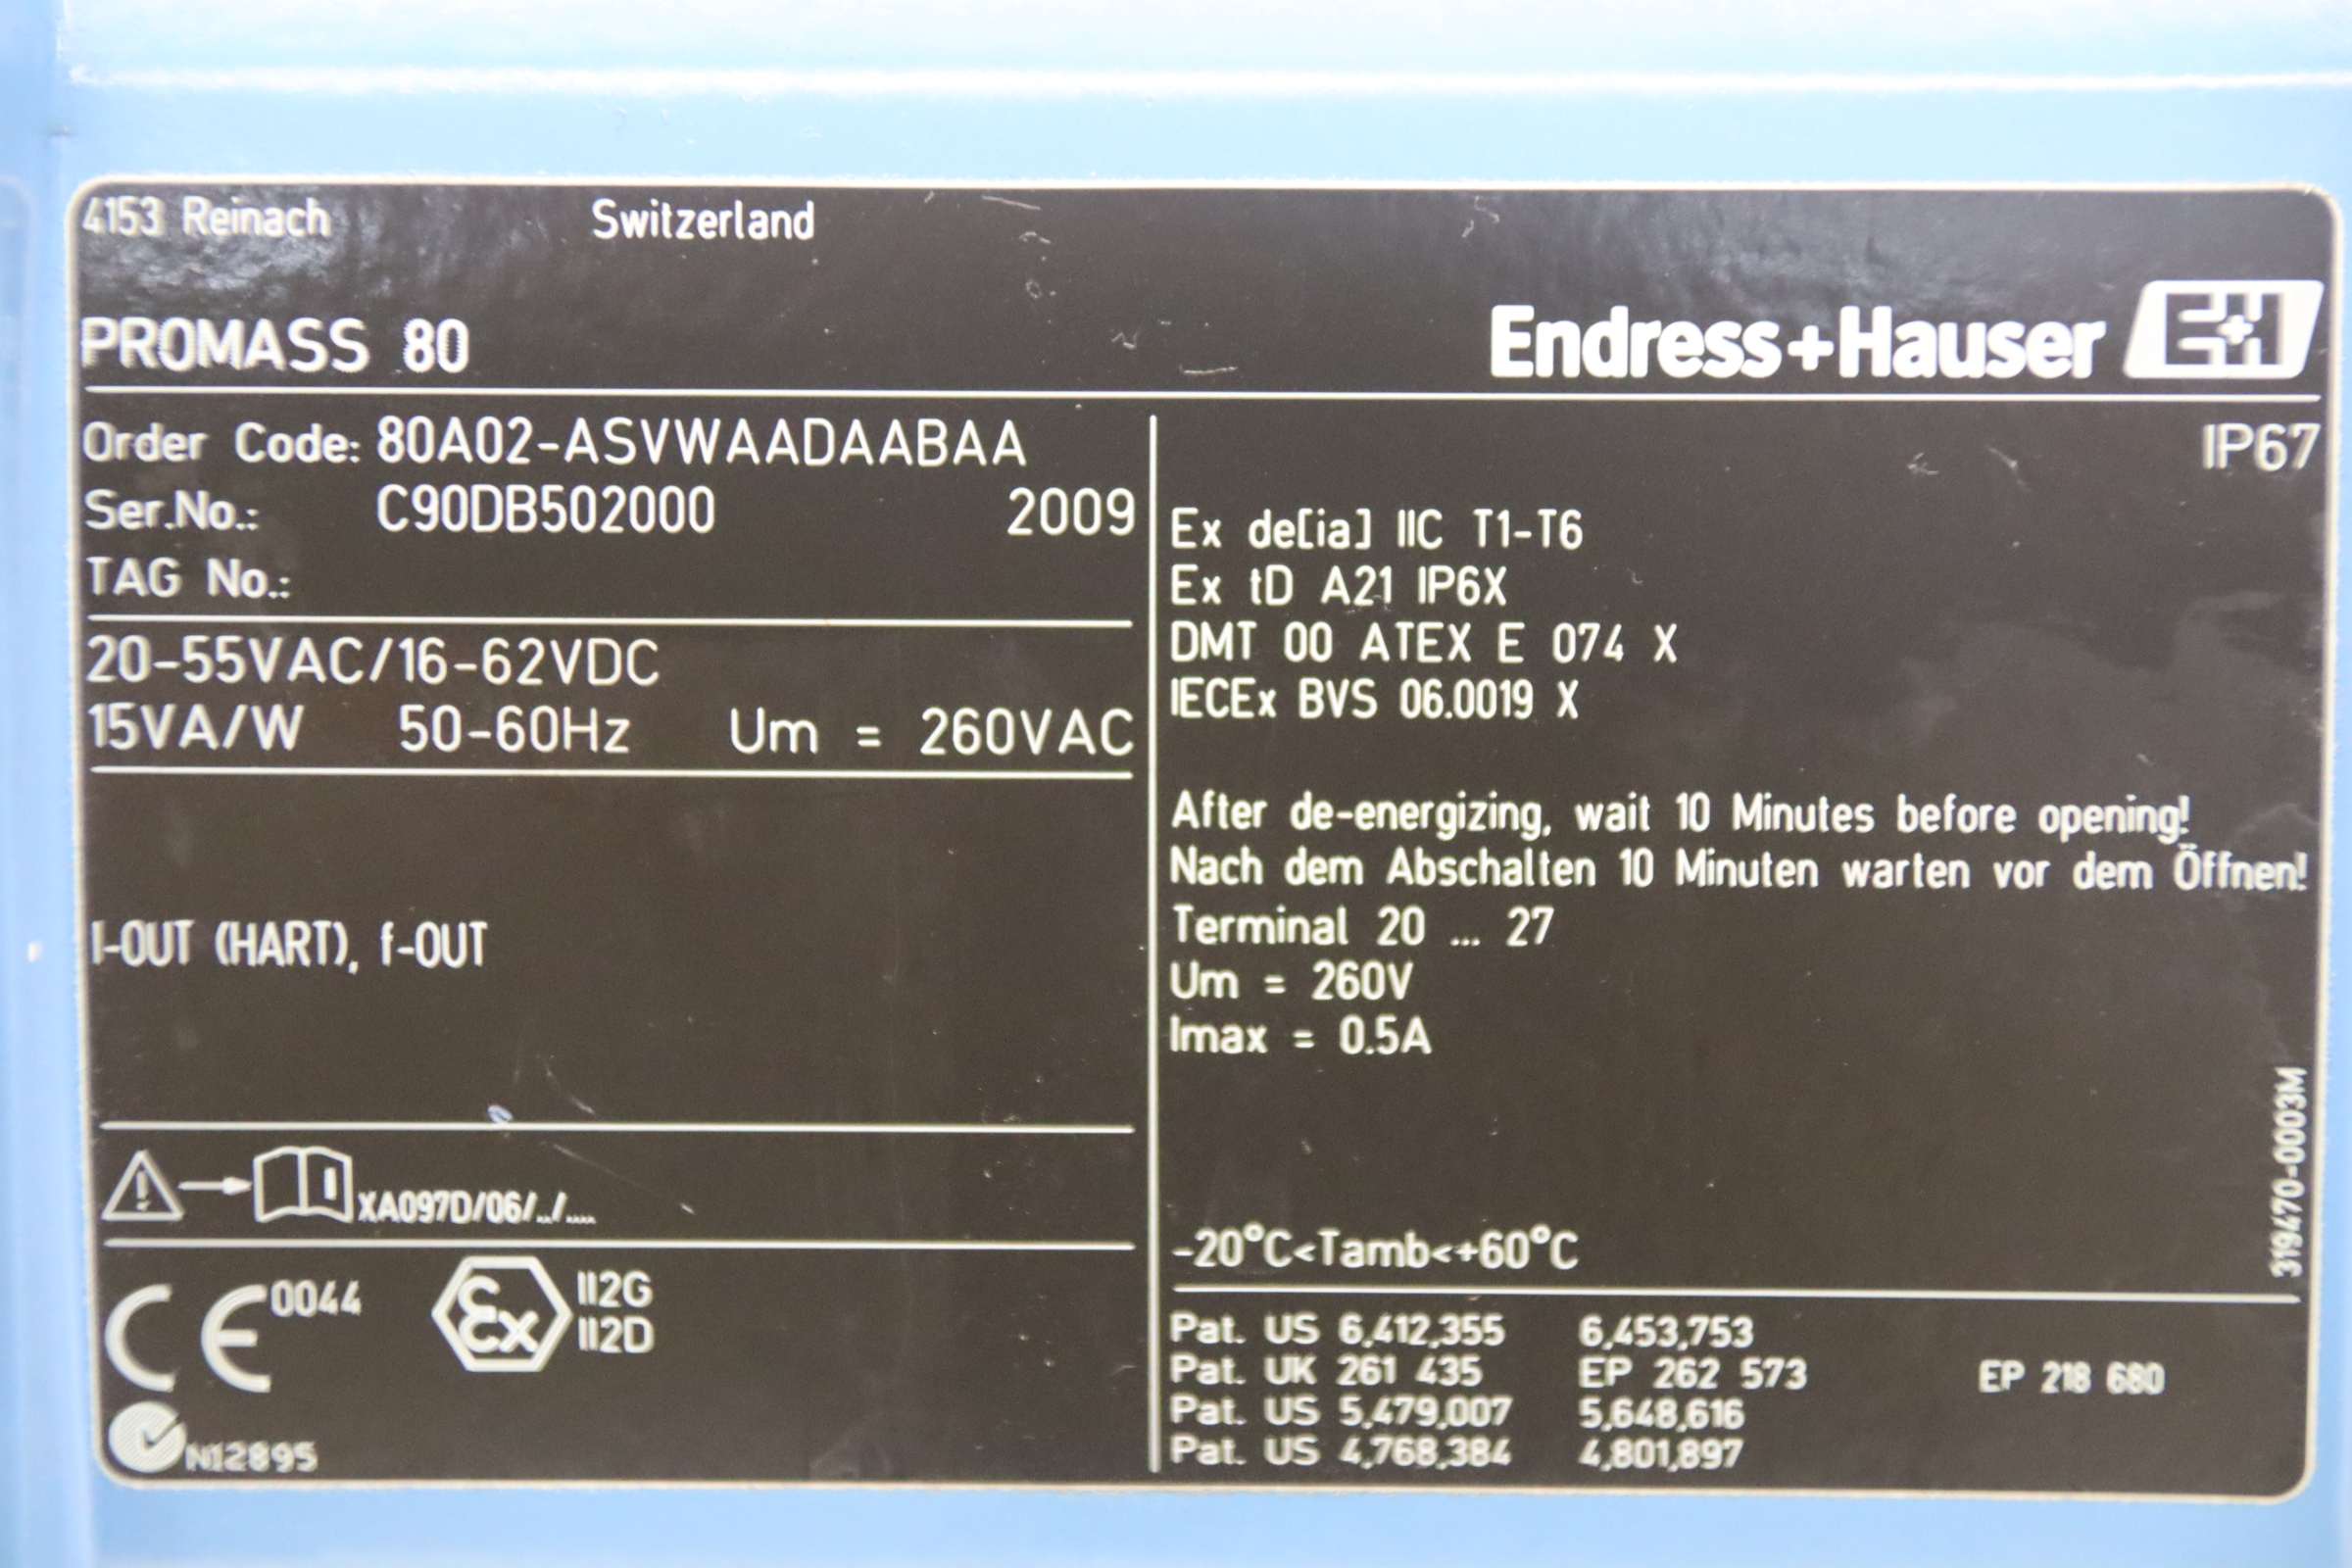 4153 Reinach Switzerland
PROMASS 80
Endress+Hauser E+H
Order Code: 80A02-ASVWAADAABAA
Ser.No.: C90DB502000 2009
TAG No.:
20-55VAC/16-62VDC
15VA/W 50-60Hz Um = 260VAC
I-OUT (HART), f-OUT
XA097D/06/../....
CE 0044 Ex II2G
II2D
N12895
IP67
Ex de[ia] IIC T1-T6
Ex tD A21 IP6X
DMT 00 ATEX E 074 X
IECEx BVS 06.0019 X
After de-energizing, wait 10 Minutes before opening!
Nach dem Abschalten 10 Minuten warten vor dem Öffnen!
Terminal 20 ... 27
Um = 260V
Imax = 0.5A
-20°C<Tamb<+60°C
319470-0003M
Pat. US 6,412,355 6,453,753
Pat. UK 261 435 EP 262 573 EP 218 680
Pat. US 5,479,007 5,648,616
Pat. US 4,768,384 4,801,897